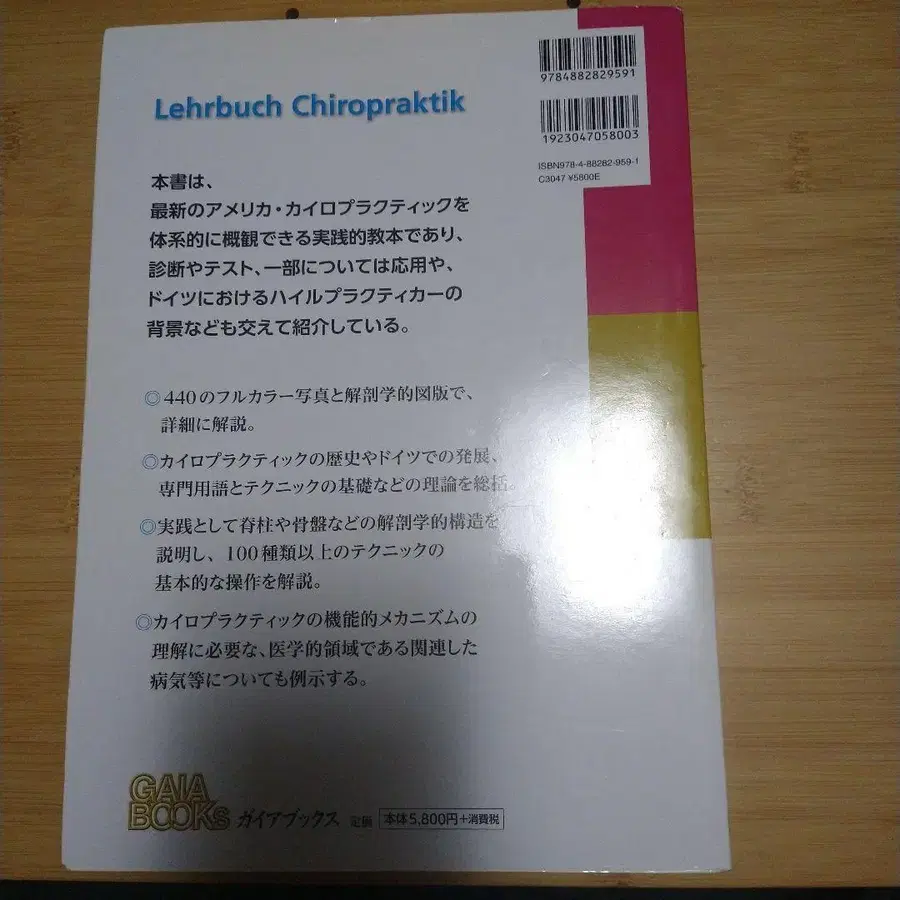 9784882829591
1923047058003
ISBN978-4-88282-959-1
C3047 ¥5800E
Lehrbuch Chiropraktik
本書は、
最新のアメリカ・カイロプラクティックを
体系的に概観できる実践的教本であり、
診断やテスト、一部については応用や、
ドイツにおけるハイルプラクティカーの
背景なども交えて紹介している。
◎440のフルカラー写真と解剖学的図版で、
詳細に解説。
◎カイロプラクティックの歴史やドイツでの発展、
専門用語とテクニックの基礎などの理論を総括。
◎実践として脊柱や骨盤などの解剖学的構造を
説明し、100種類以上のテクニックの
基本的な操作を解説。
◎カイロプラクティックの機能的メカニズムの
理解に必要な、医学的領域である関連した
病気等についても例示する。
GAIA
BOOKs ガイアブックス 定価 本体5,800円+消費税